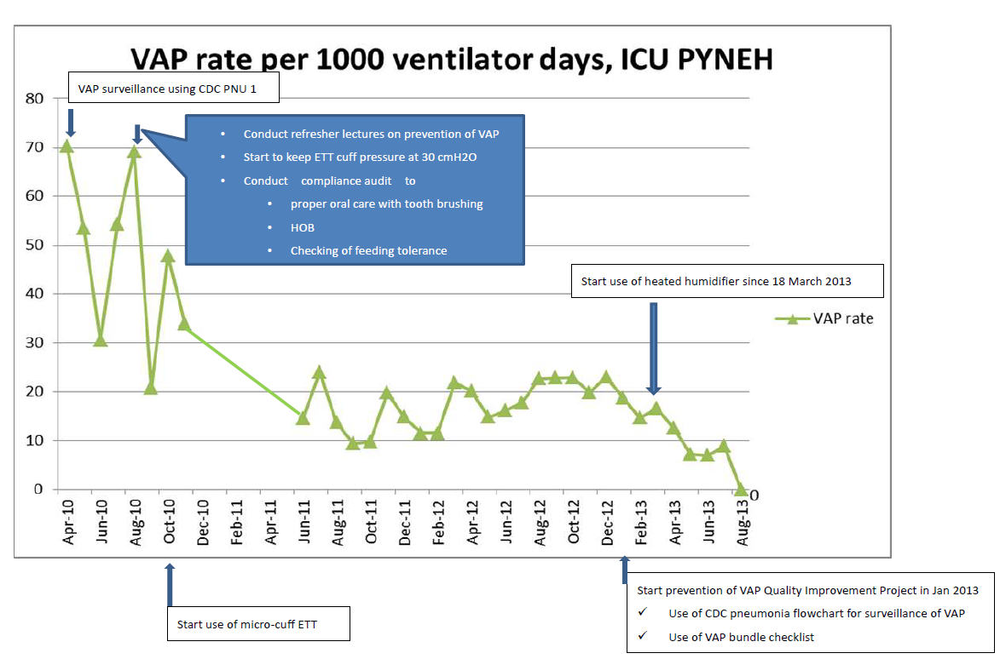 VAP rate per 1000 ventilator days, ICU PYNEH
VAP surveillance using CDC PNU 1
• Conduct refresher lectures on prevention of VAP
• Start to keep ETT cuff pressure at 30 cmH2O
• Conduct compliance audit to
• proper oral care with tooth brushing
• HOB
• Checking of feeding tolerance
Start use of heated humidifier since 18 March 2013
VAP rate
80
70
60
50
40
30
20
10
0
0
Apr-10
Jun-10
Aug-10
Oct-10
Dec-10
Feb-11
Apr-11
Jun-11
Aug-11
Oct-11
Dec-11
Feb-12
Apr-12
Jun-12
Aug-12
Oct-12
Dec-12
Feb-13
Apr-13
Jun-13
Aug-13
Start use of micro-cuff ETT
Start prevention of VAP Quality Improvement Project in Jan 2013
✓ Use of CDC pneumonia flowchart for surveillance of VAP
✓ Use of VAP bundle checklist